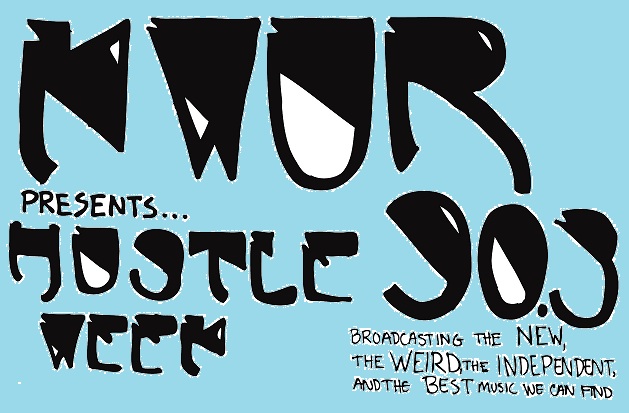 KWUR
PRESENTS...
HUSTLE
WEEK
90.3
BROADCASTING THE NEW,
THE WEIRD, THE INDEPENDENT,
AND THE BEST MUSIC WE CAN FIND